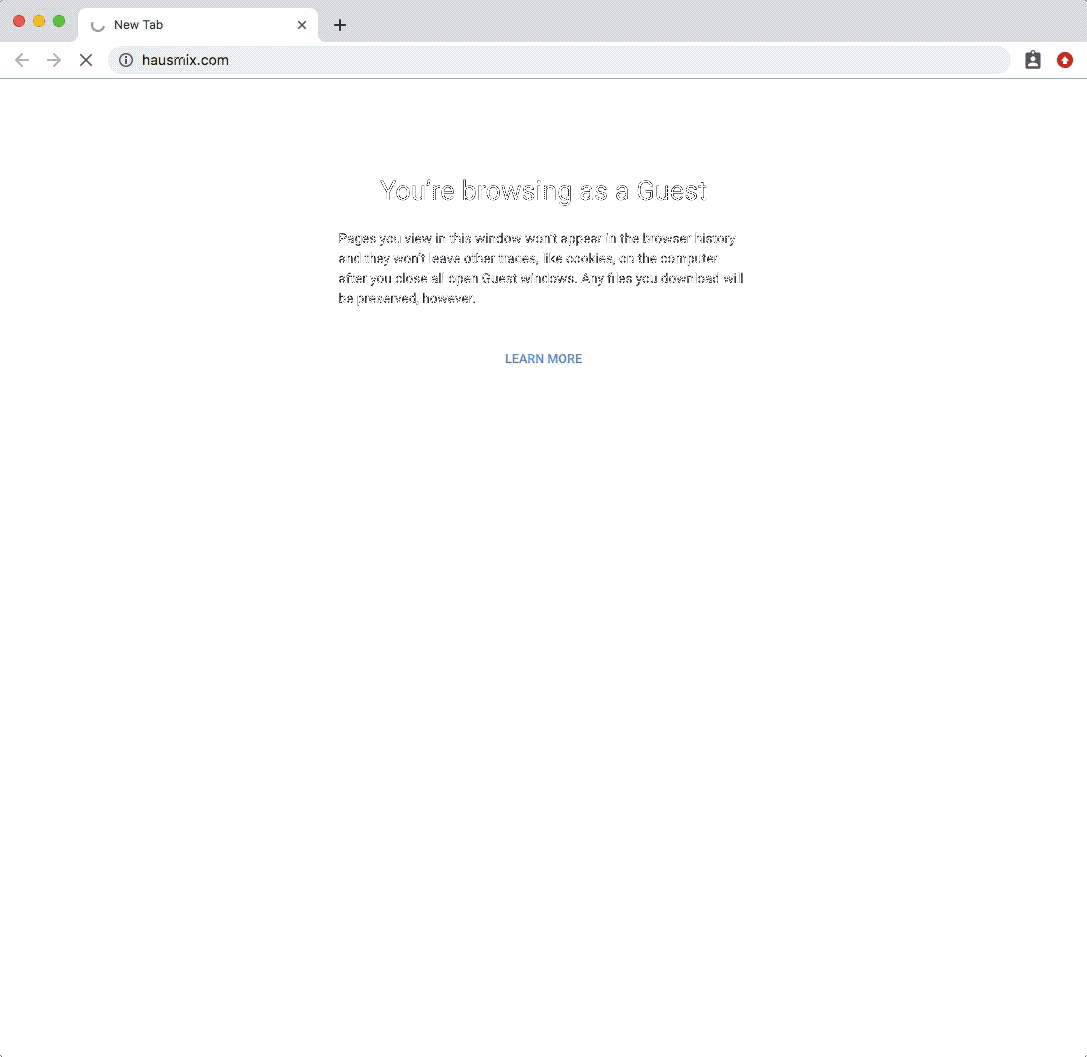 New Tab
hausmix.com
You're browsing as a Guest
Pages you view in this window won't appear in the browser history
and they won't leave other traces, like cookies, on the computer
after you close all open Guest windows. Any files you download will
be preserved, however.
LEARN MORE